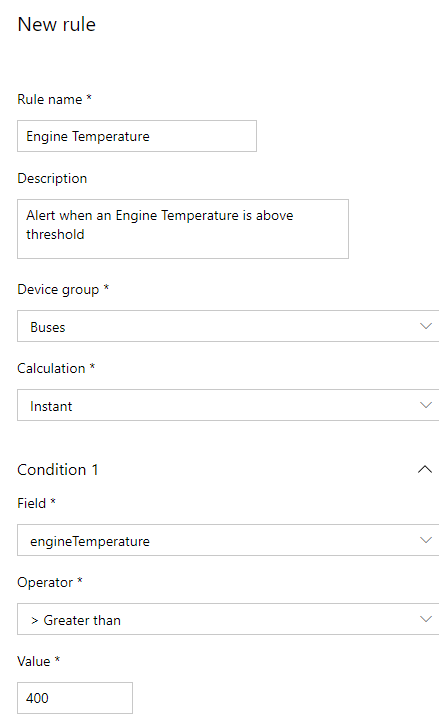 New rule
Rule name *
Engine Temperature
Description
Alert when an Engine Temperature is above
threshold
Device group *
Buses
Calculation *
Instant
Condition 1
Field *
engineTemperature
Operator *
> Greater than
Value *
400